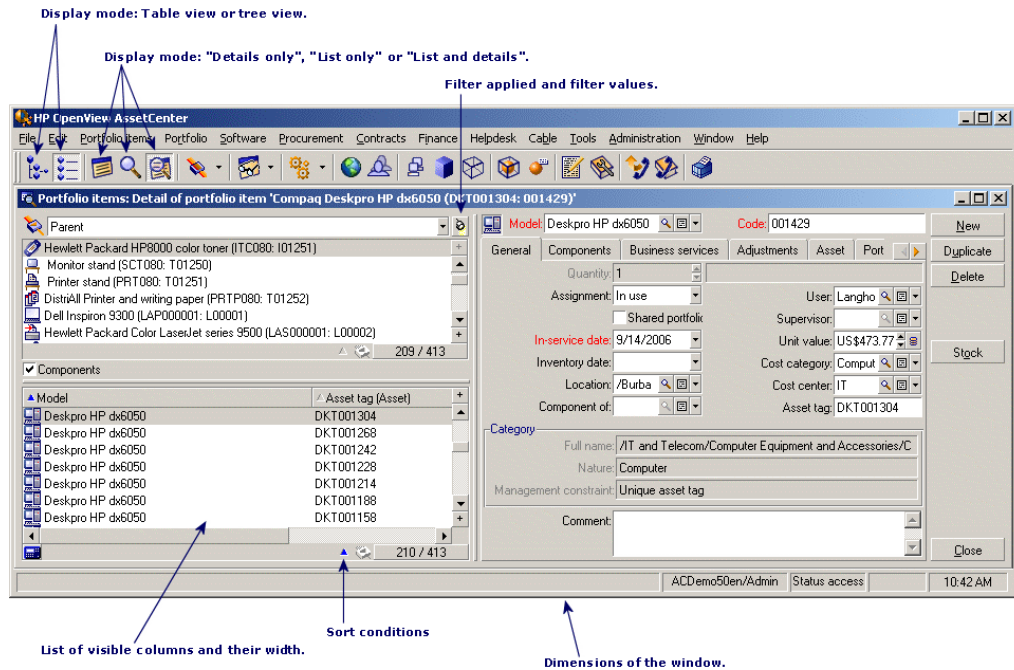 Display mode: Table view or tree view.
Display mode: "Details only", "List only" or "List and details".
Filter applied and filter values.
HP OpenView AssetCenter
File Edit Portfolio items Portfolio Software Procurement Contracts Finance Helpdesk Cable Tools Administration Window Help
Portfolio items: Detail of portfolio item 'Compaq Deskpro HP dx6050 (DKT001304: 001429)'
Parent
Hewlett Packard HP8000 color toner (ITC080: I01251)
Monitor stand (SCT080: T01250)
Printer stand (PRT080: T01251)
DistriAll Printer and writing paper (PRTP080: T01252)
Dell Inspiron 9300 (LAP000001: L00001)
Hewlett Packard Color LaserJet series 9500 (LAS000001: L00002)
209 / 413
Components
Model Asset tag (Asset)
Deskpro HP dx6050 DKT001304
Deskpro HP dx6050 DKT001268
Deskpro HP dx6050 DKT001242
Deskpro HP dx6050 DKT001228
Deskpro HP dx6050 DKT001214
Deskpro HP dx6050 DKT001188
Deskpro HP dx6050 DKT001158
210 / 413
Model: Deskpro HP dx6050 Code: 001429
General Components Business services Adjustments Asset Port
Quantity: 1
Assignment: In use User: Langho
Shared portfolio Supervisor:
In-service date: 9/14/2006 Unit value: US$473.77
Inventory date: Cost category: Comput
Location: /Burba Cost center: IT
Component of: Asset tag: DKT001304
Category
Full name: /IT and Telecom/Computer Equipment and Accessories/C
Nature: Computer
Management constraint: Unique asset tag
Comment:
New
Duplicate
Delete
Stock
Close
ACDemo50en/Admin Status access 10:42 AM
Sort conditions
List of visible columns and their width.
Dimensions of the window.